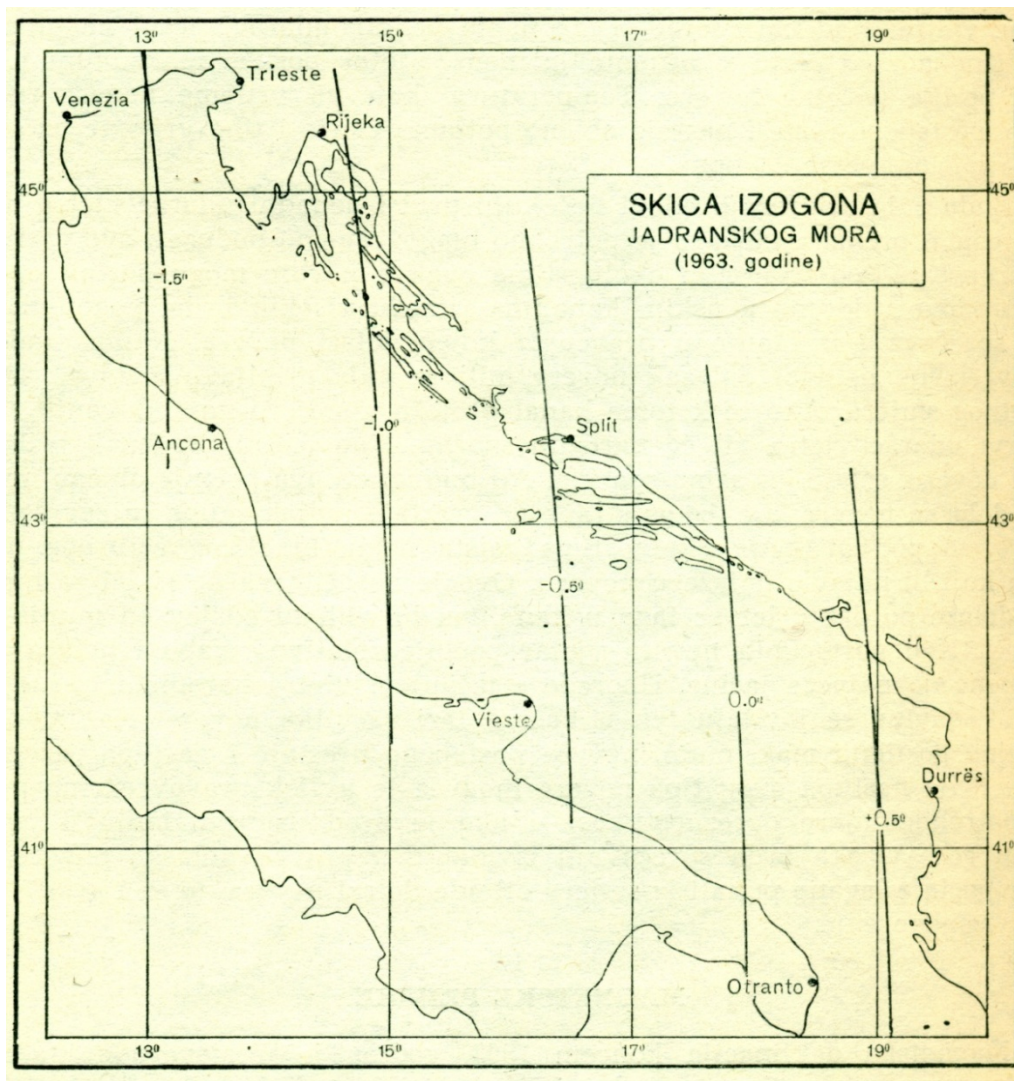 13° 15° 17° 19°
Trieste
Venezia
Rijeka
45° 45°
SKICA IZOGONA
JADRANSKOG MORA
(1963. godine)
-1.5°
Ancona
-1.0°
Split
43° 43°
-0.5°
0.0°
Vieste
Durrës
+0.5°
41° 41°
Otranto
13° 15° 17° 19°